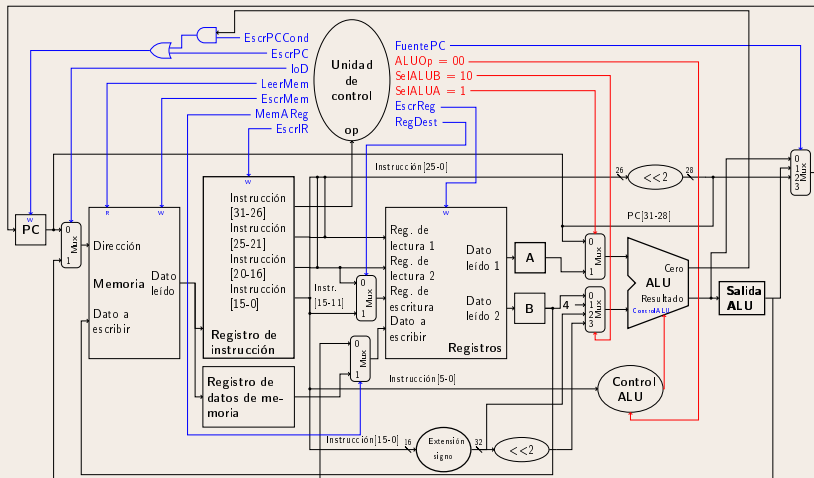 EscrPCCond
EscrPC
IoD
LeerMem
EscrMem
MemAReg
EscrIR
Unidad
de
control
op
FuentePC
ALUOp = 00
SelALUB = 10
SelALUA = 1
EscrReg
RegDest
Instrucción[25-0]
26
<<2
28
0
1
2
3
Mux
PC[31-28]
W
PC
0
1
Mux
R
W
Dirección
Memoria
Dato
leído
Dato a
escribir
W
Instrucción
[31-26]
Instrucción
[25-21]
Instrucción
[20-16]
Instrucción
[15-0]
Registro de
instrucción
Registro de
datos de me-
moria
Instr.
[15-11]
0
1
Mux
0
1
Mux
W
Reg. de
lectura 1
Reg. de
lectura 2
Reg. de
escritura
Dato a
escribir
Dato
leído 1
Dato
leído 2
Registros
A
B
4
0
1
Mux
0
1
2
3
Mux
Cero
ALU
Resultado
ControlALU
Salida
ALU
Instrucción[5-0]
Control
ALU
Instrucción[15-0]
16
Extensión
signo
32
<<2